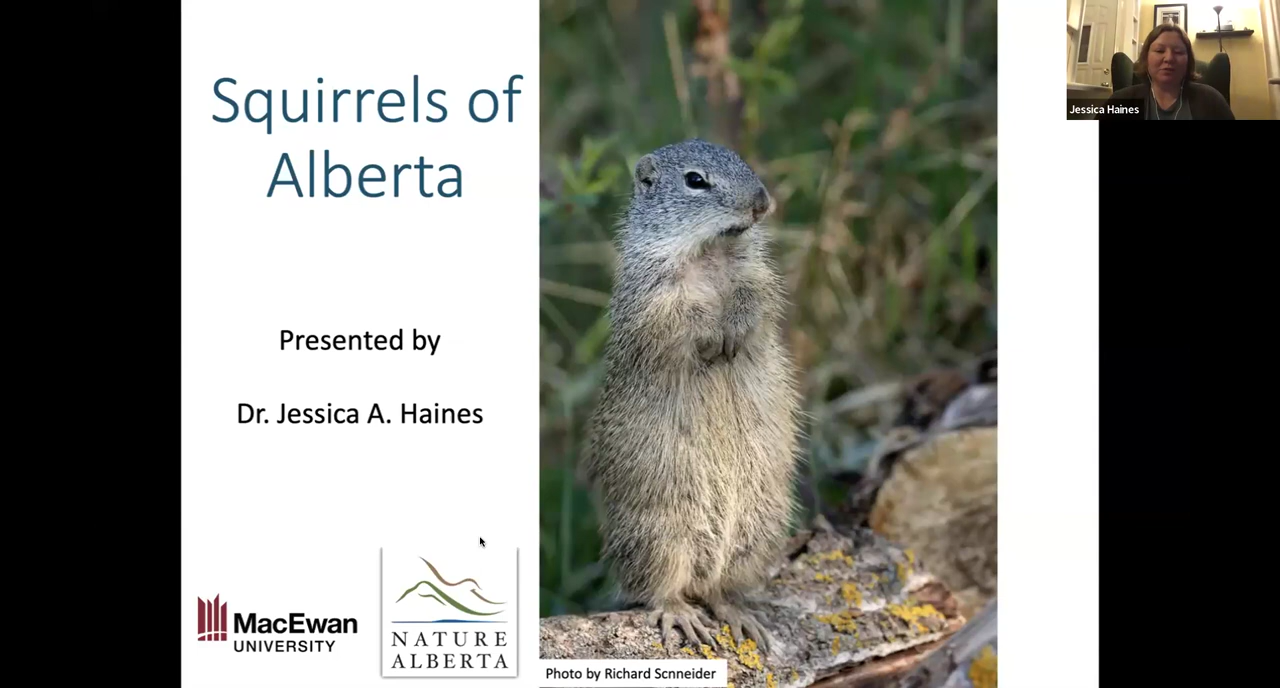 Squirrels of
Alberta
Presented by
Dr. Jessica A. Haines
MacEwan
UNIVERSITY
NATURE
ALBERTA
Photo by Richard Scnneider
Jessica Haines